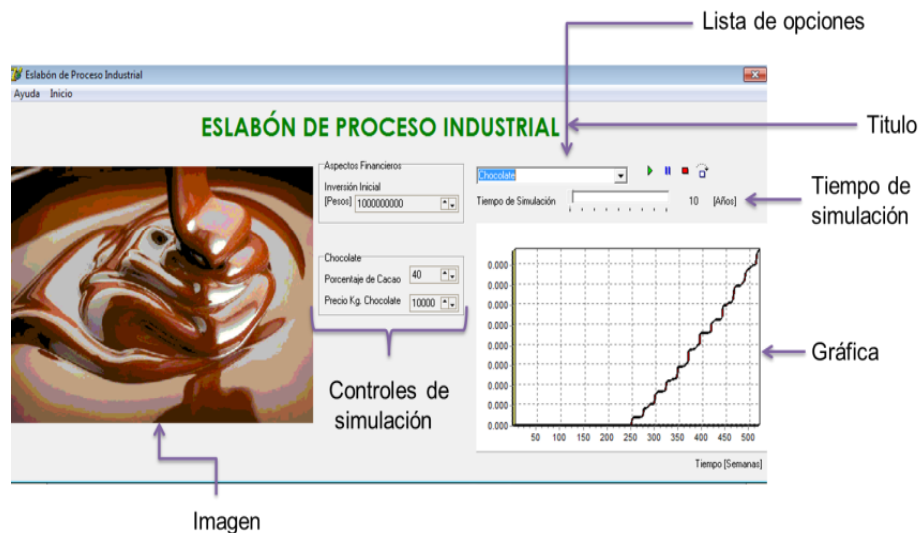 Lista de opciones
Eslabón de Proceso Industrial
Ayuda Inicio
ESLABÓN DE PROCESO INDUSTRIAL
Titulo
Aspectos Financieros
Inversión Inicial
[Pesos] 1000000000
Chocolate
Tiempo de Simulación 10 [Años]
Tiempo de
simulación
Chocolate
Porcentaje de Cacao 40
Precio Kg. Chocolate 10000
Controles de
simulación
0.000
0.000
0.000
0.000
0.000
0.000
0.000
0.000
0.000
50 100 150 200 250 300 350 400 450 500
Tiempo [Semanas]
Gráfica
Imagen